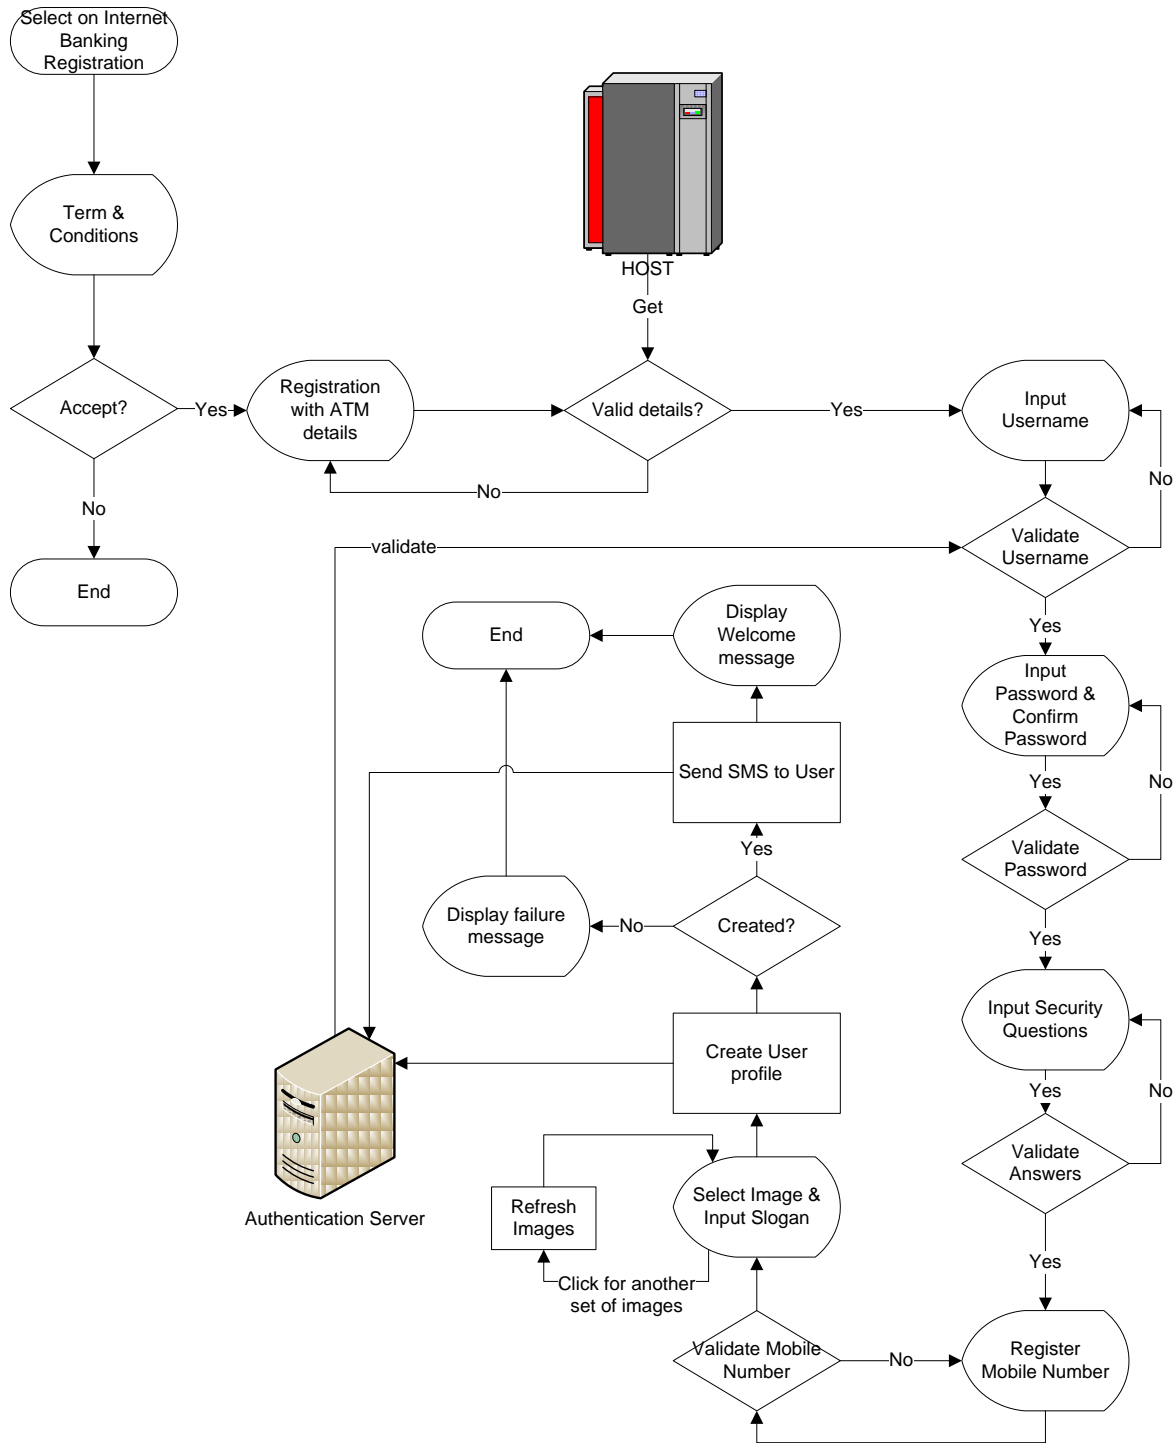 Select on Internet
Banking
Registration
Term &
Conditions
HOST
Get
Accept?
Yes
Registration
with ATM
details
Valid details?
Yes
Input
Username
No
No
No
End
validate
Validate
Username
Yes
End
Display
Welcome
message
Input
Password &
Confirm
Password
Send SMS to User
Yes
No
Yes
Validate
Password
Display failure
message
No
Created?
Yes
Input Security
Questions
Create User
profile
Yes
No
Validate
Answers
Refresh
Images
Select Image &
Input Slogan
Authentication Server
Click for another
set of images
Yes
Validate Mobile
Number
No
Register
Mobile Number